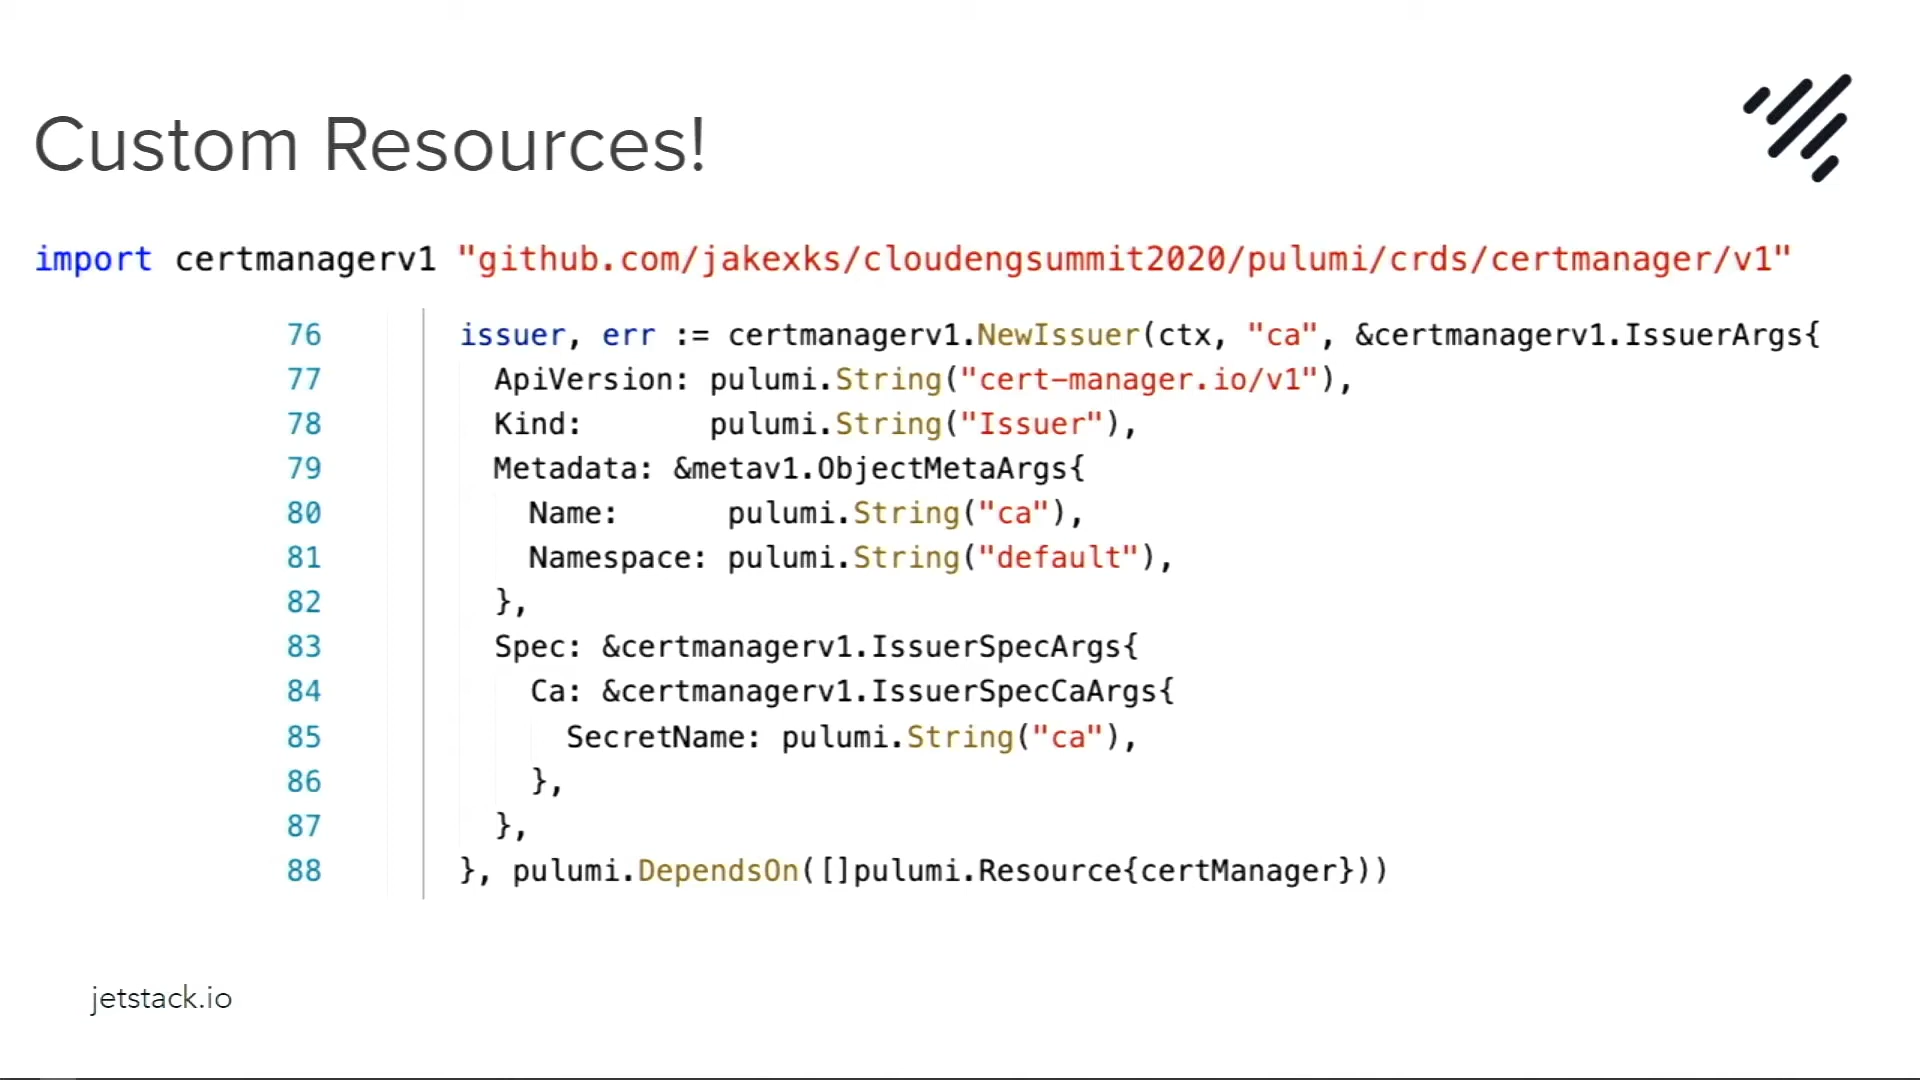 Custom Resources!
import certmanagerv1 "github.com/jakexks/cloudengsummit2020/pulumi/crds/certmanager/v1"
76 issuer, err := certmanagerv1.NewIssuer(ctx, "ca", &certmanagerv1.IssuerArgs{
77 ApiVersion: pulumi.String("cert-manager.io/v1"),
78 Kind: pulumi.String("Issuer"),
79 Metadata: &metav1.ObjectMetaArgs{
80 Name: pulumi.String("ca"),
81 Namespace: pulumi.String("default"),
82 },
83 Spec: &certmanagerv1.IssuerSpecArgs{
84 Ca: &certmanagerv1.IssuerSpecCaArgs{
85 SecretName: pulumi.String("ca"),
86 },
87 },
88 }, pulumi.DependsOn([]pulumi.Resource{certManager}))
jetstack.io